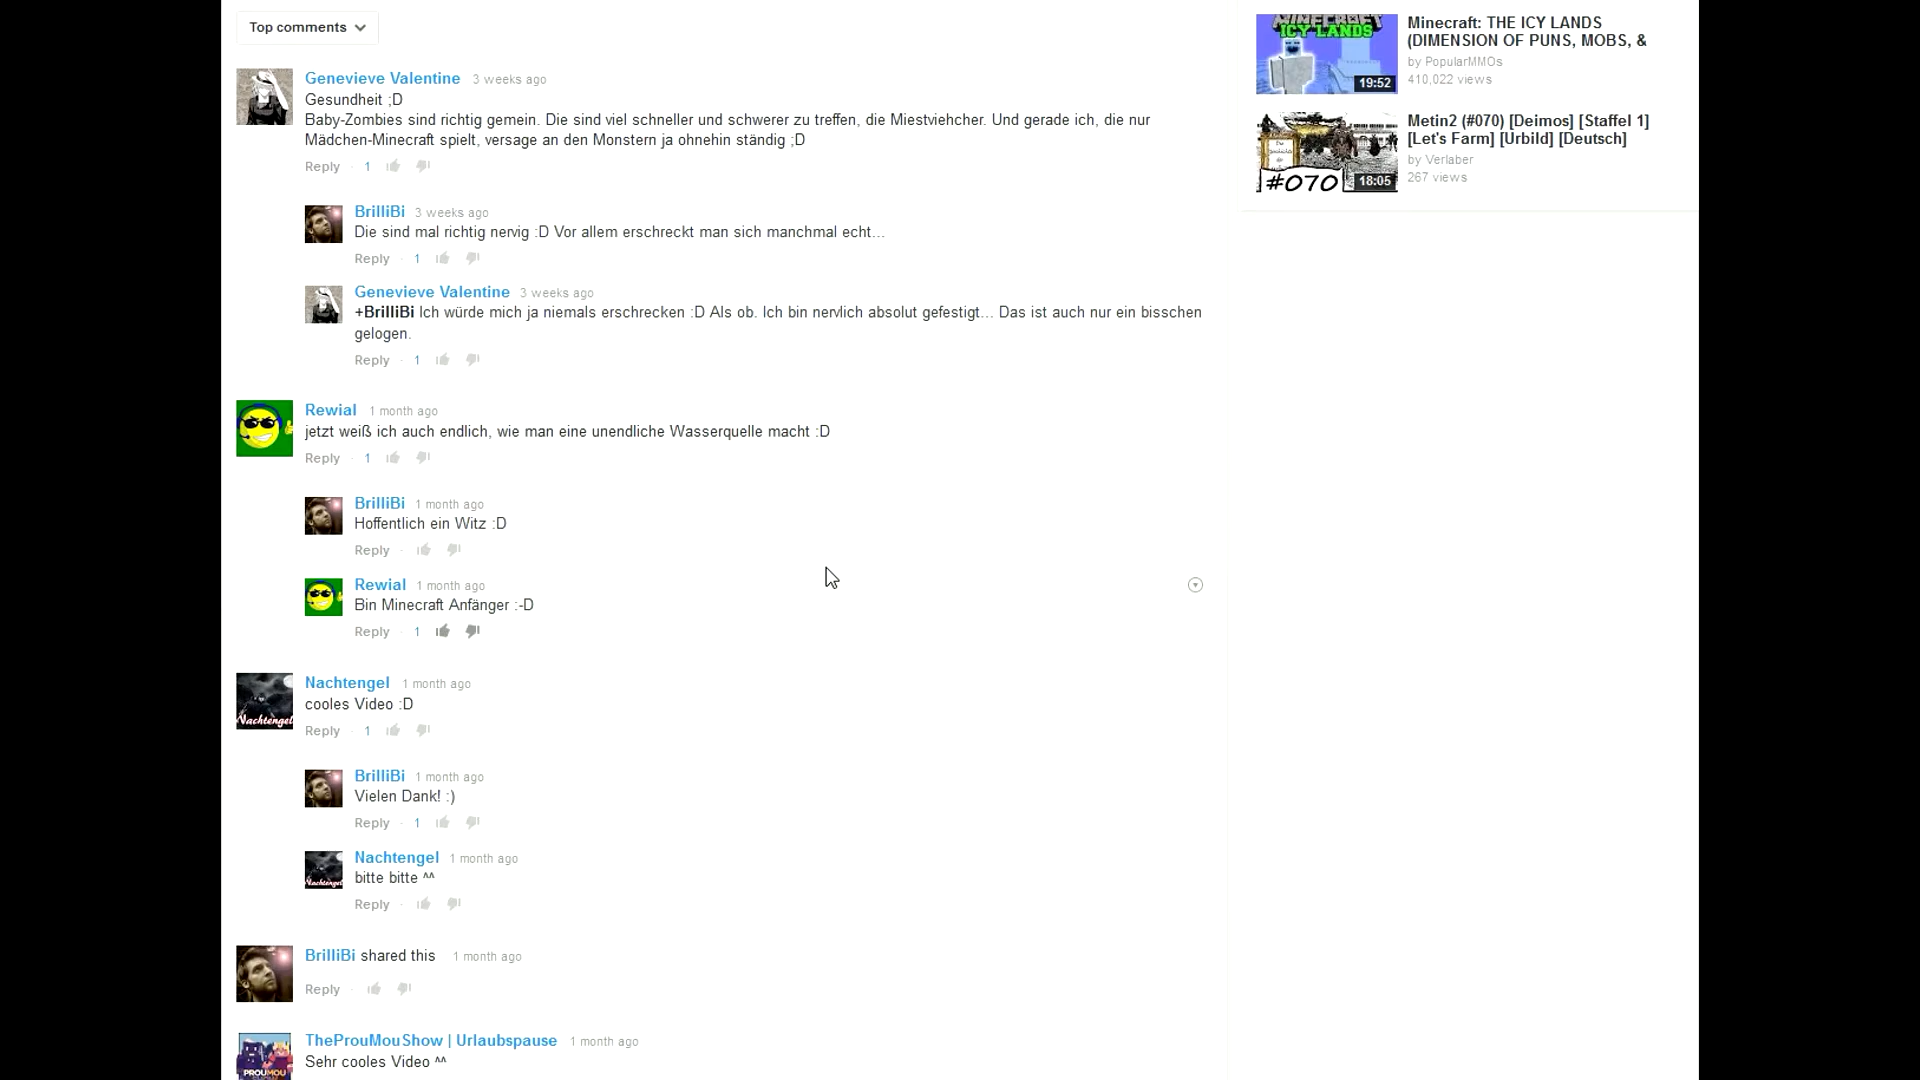 Top comments
Genevieve Valentine 3 weeks ago
Gesundheit ;D
Baby-Zombies sind richtig gemein. Die sind viel schneller und schwerer zu treffen, die Miestviehcher. Und gerade ich, die nur
Mädchen-Minecraft spielt, versage an den Monstern ja ohnehin ständig ;D
Reply · 1
BrilliBi 3 weeks ago
Die sind mal richtig nervig :D Vor allem erschreckt man sich manchmal echt...
Reply · 1
Genevieve Valentine 3 weeks ago
+BrilliBi Ich würde mich ja niemals erschrecken :D Als ob. Ich bin nervlich absolut gefestigt... Das ist auch nur ein bisschen
gelogen.
Reply · 1
Rewial 1 month ago
jetzt weiß ich auch endlich, wie man eine unendliche Wasserquelle macht :D
Reply · 1
BrilliBi 1 month ago
Hoffentlich ein Witz :D
Reply ·
Rewial 1 month ago
Bin Minecraft Anfänger :-D
Reply · 1
Nachtengel 1 month ago
Nachtengel
cooles Video :D
Reply · 1
BrilliBi 1 month ago
Vielen Dank! :)
Reply · 1
Nachtengel 1 month ago
Nachtengel
bitte bitte ^^
Reply ·
BrilliBi shared this 1 month ago
Reply ·
TheProuMouShow | Urlaubspause 1 month ago
Sehr cooles Video ^^
PROUMOU
MINECRAFT
ICY LANDS
19:52
Minecraft: THE ICY LANDS
(DIMENSION OF PUNS, MOBS, &
by PopularMMOs
410,022 views
#070
18:05
Metin2 (#070) [Deimos] [Staffel 1]
[Let's Farm] [Urbild] [Deutsch]
by Verlaber
267 views